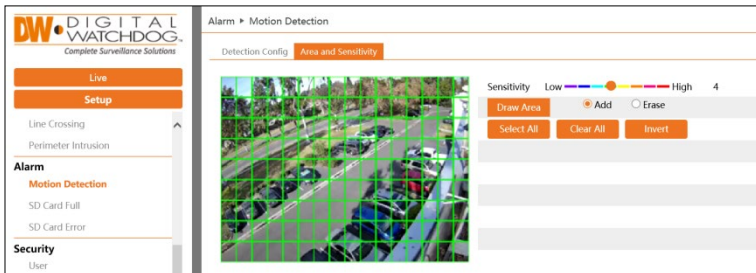 DW DIGITAL
WATCHDOG
Complete Surveillance Solutions
Live
Setup
Line Crossing
Perimeter Intrusion
Alarm
Motion Detection
SD Card Full
SD Card Error
Security
User
Alarm ▸ Motion Detection
Detection Config Area and Sensitivity
Sensitivity Low High 4
Draw Area Add Erase
Select All Clear All Invert